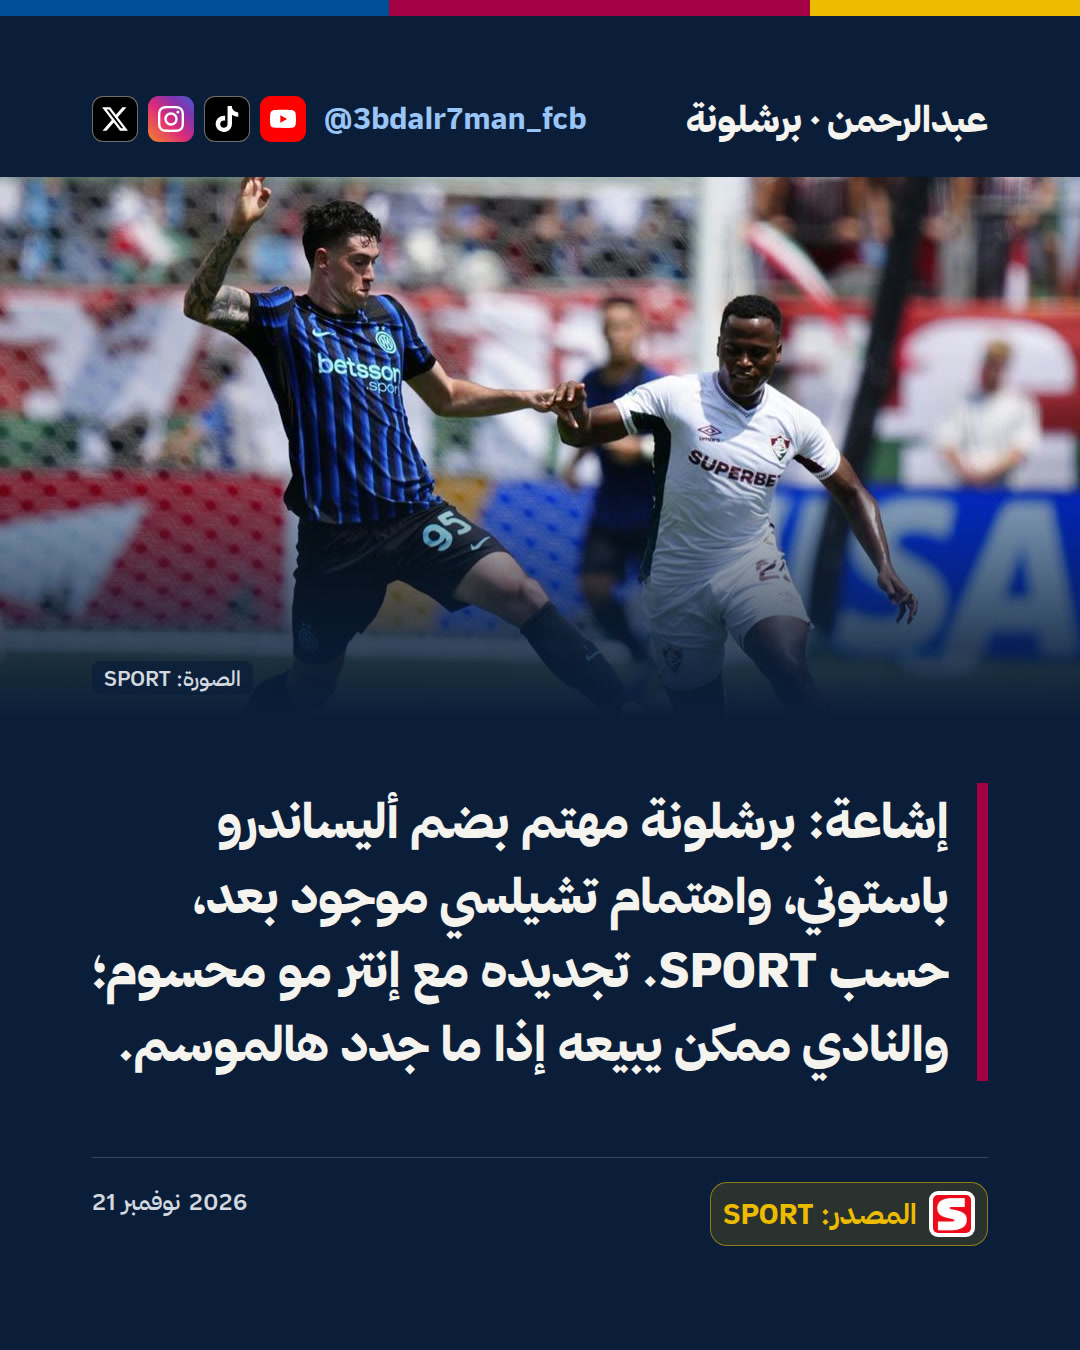 عبدالرحمن · برشلونة
@3bdalr7man_fcb
betsson
.sport
95
SUPERBET
VISA
الصورة: SPORT
إشاعة: برشلونة مهتم بضم أليساندرو
باستوني، واهتمام تشيلسي موجود بعد،
حسب SPORT. تجديده مع إنتر مو محسوم؛
والنادي ممكن يبيعه إذا ما جدد هالموسم.
المصدر: SPORT
21 نوفمبر 2026